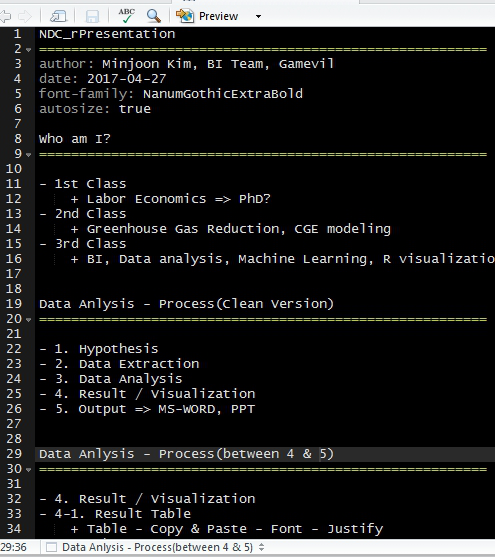 ABC
Preview
1 NDC_rPresentation
2 ========================================================
3 author: Minjoon Kim, BI Team, Gamevil
4 date: 2017-04-27
5 font-family: NanumGothicExtraBold
6 autosize: true
7
8 Who am I?
9 ========================================================
10
11 - 1st Class
12 + Labor Economics => PhD?
13 - 2nd Class
14 + Greenhouse Gas Reduction, CGE modeling
15 - 3rd Class
16 + BI, Data analysis, Machine Learning, R visualizatio
17
18
19 Data Anlysis - Process(Clean Version)
20 ========================================================
21
22 - 1. Hypothesis
23 - 2. Data Extraction
24 - 3. Data Analysis
25 - 4. Result / Visualization
26 - 5. Output => MS-WORD, PPT
27
28
29 Data Anlysis - Process(between 4 & 5)
30 ========================================================
31
32 - 4. Result / Visualization
33 - 4-1. Result Table
34 + Table - Copy & Paste - Font - Justify
29:36 Data Anlysis - Process(between 4 & 5)